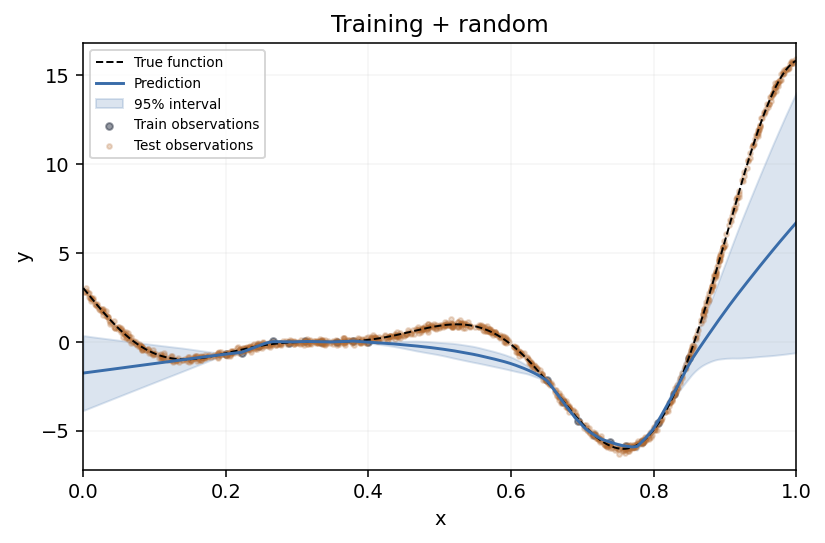 Training + random
True function
Prediction
95% interval
Train observations
Test observations
15
10
5
0
−5
y
0.0 0.2 0.4 0.6 0.8 1.0
x